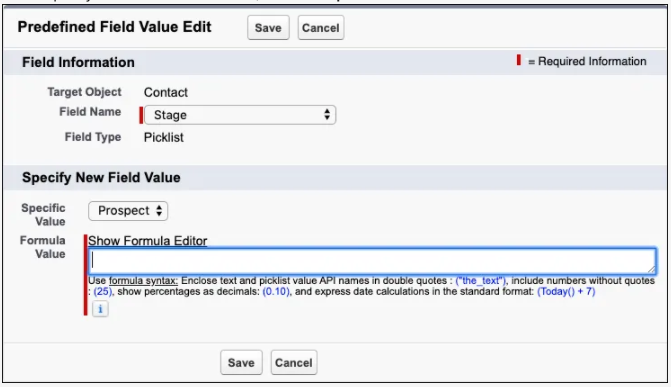 Predefined Field Value Edit Save Cancel
Field Information = Required Information
Target Object Contact
Field Name Stage
Field Type Picklist
Specify New Field Value
Specific Value Prospect
Formula Value Show Formula Editor
Use formula syntax: Enclose text and picklist value API names in double quotes : ("the_text"), include numbers without quotes
: (25), show percentages as decimals: (0.10), and express date calculations in the standard format: (Today() + 7)
i
Save Cancel